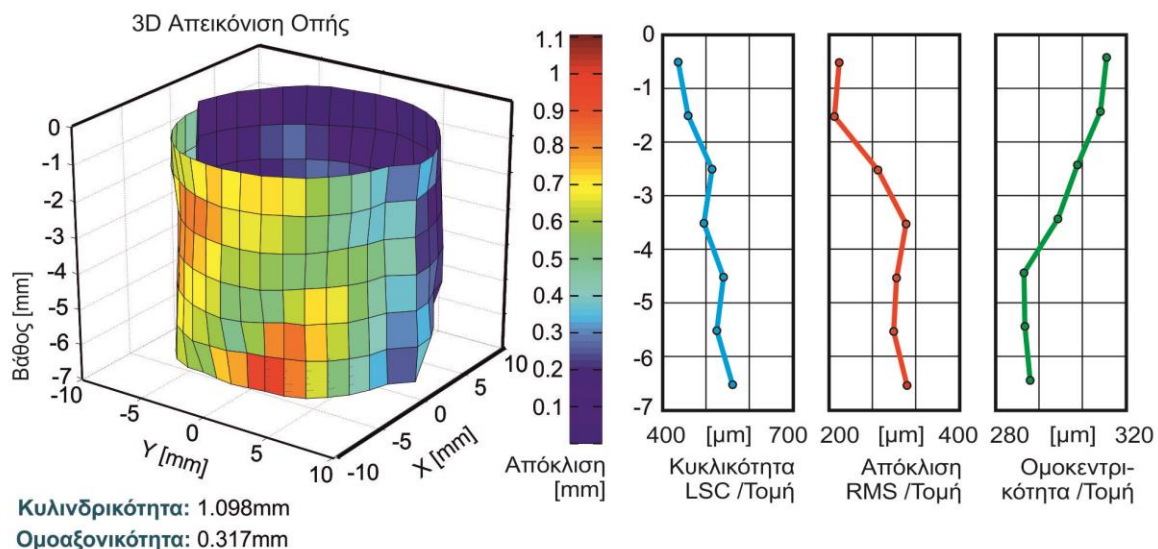 3D Απεικόνιση Οπής
0
-1
-2
-3
-4
-5
-6
-7
Βάθος [mm]
-10
-5
0
5
10
Y [mm]
-10
-5
0
5
10
X [mm]
1.1
1
0.9
0.8
0.7
0.6
0.5
0.4
0.3
0.2
0.1
Απόκλιση
[mm]
0
-1
-2
-3
-4
-5
-6
-7
400 [μm] 700
Κυκλικότητα
LSC /Τομή
200 [μm] 400
Απόκλιση
RMS /Τομή
280 [μm] 320
Ομοκεντρι-
κότητα /Τομή
Κυλινδρικότητα: 1.098mm
Ομοαξονικότητα: 0.317mm